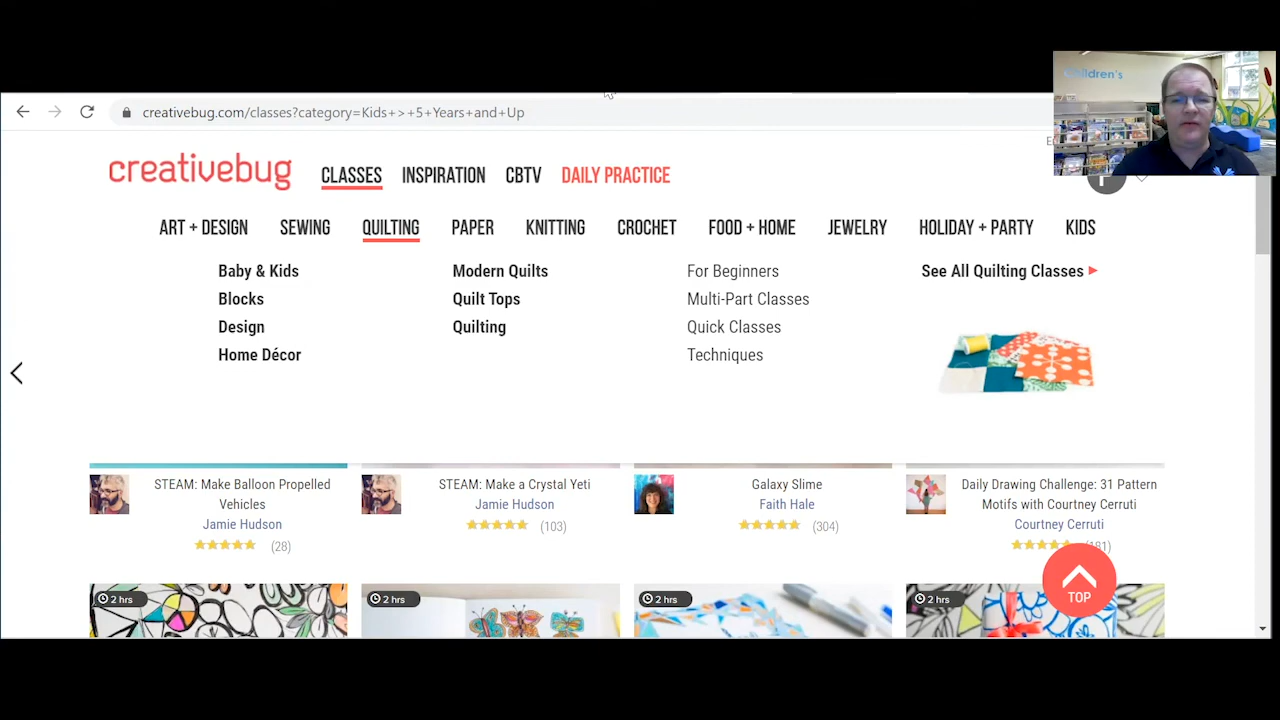 Children's
creativebug.com/classes?category=Kids+>+5+Years+and+Up
creativebug
CLASSES
INSPIRATION
CBTV
DAILY PRACTICE
ART + DESIGN
SEWING
QUILTING
PAPER
KNITTING
CROCHET
FOOD + HOME
JEWELRY
HOLIDAY + PARTY
KIDS
Baby & Kids
Blocks
Design
Home Décor
Modern Quilts
Quilt Tops
Quilting
For Beginners
Multi-Part Classes
Quick Classes
Techniques
See All Quilting Classes
STEAM: Make Balloon Propelled
Vehicles
Jamie Hudson
(28)
STEAM: Make a Crystal Yeti
Jamie Hudson
(103)
Galaxy Slime
Faith Hale
(304)
Daily Drawing Challenge: 31 Pattern
Motifs with Courtney Cerruti
Courtney Cerruti
(181)
2 hrs
2 hrs
2 hrs
2 hrs
TOP